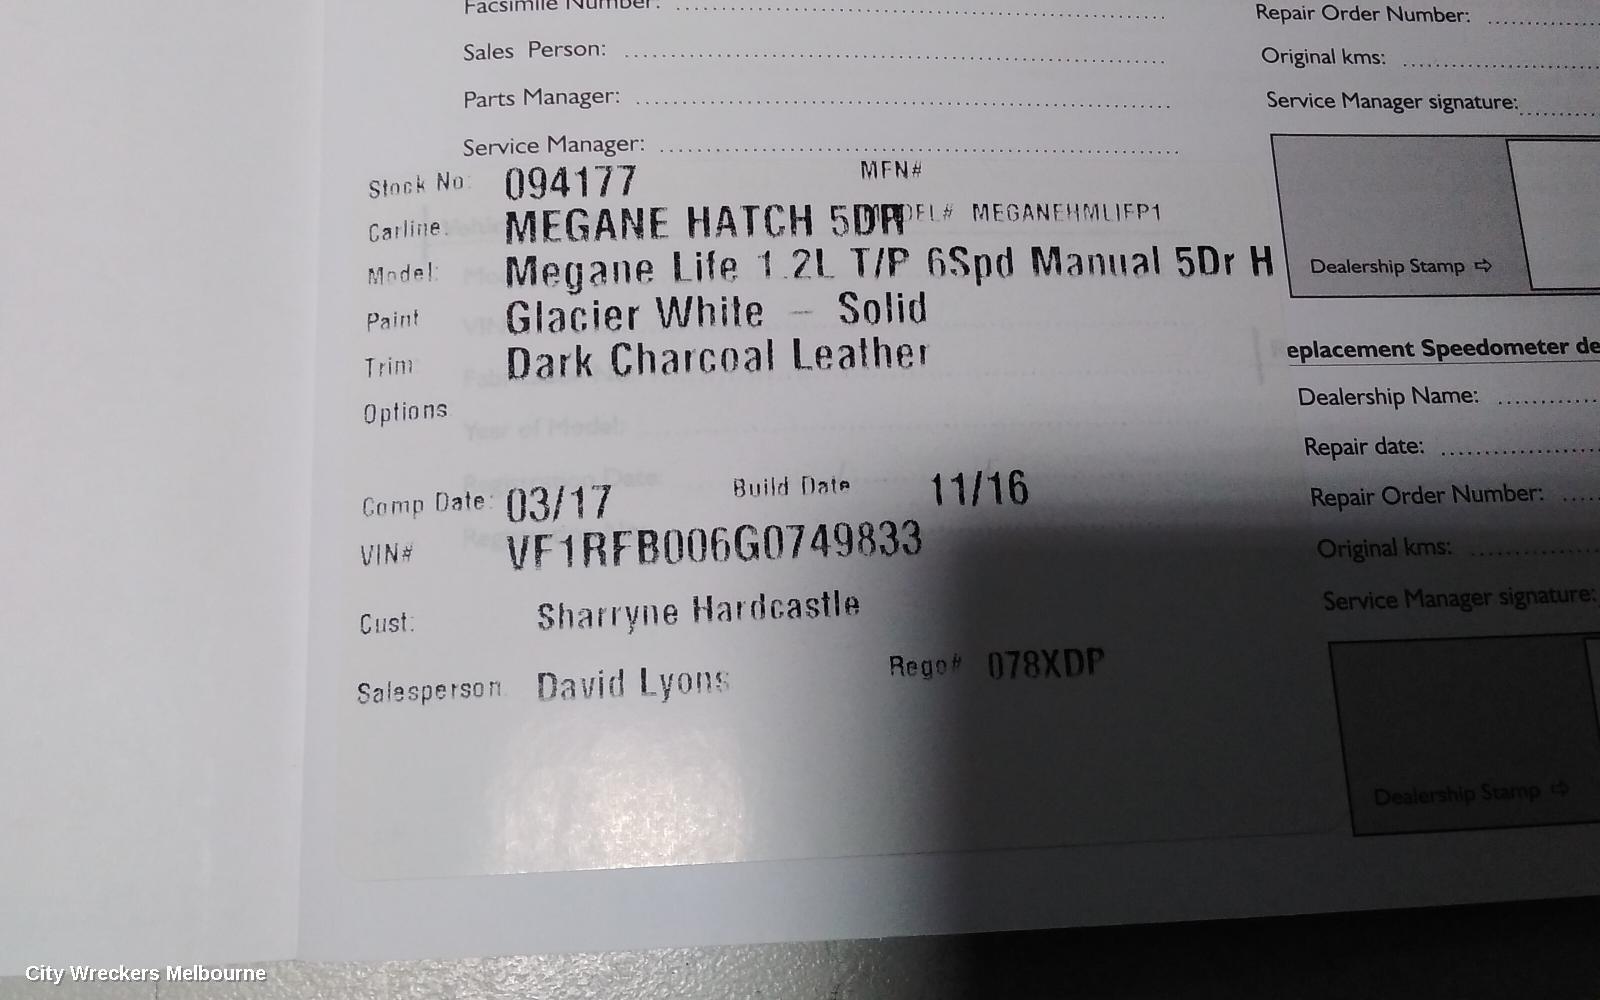 Facsimile Number:
Sales Person:
Parts Manager:
Service Manager:
Repair Order Number:
Original kms:
Service Manager signature:
Dealership Stamp ⇨
Stock No: 094177 MFN#
Carline: MEGANE HATCH 5DR MODEL# MEGANEHMLIFP1
Model: Megane Life 1.2L T/P 6Spd Manual 5Dr H
Paint Glacier White - Solid
Trim Dark Charcoal Leather
Options
Comp Date: 03/17 Build Date 11/16
VIN# VF1RFB006G0749833
Cust: Sharryne Hardcastle
Salesperson David Lyons Rego# 078XDP
eplacement Speedometer de
Dealership Name:
Repair date:
Repair Order Number:
Original kms:
Service Manager signature:
Dealership Stamp ⇨
City Wreckers Melbourne